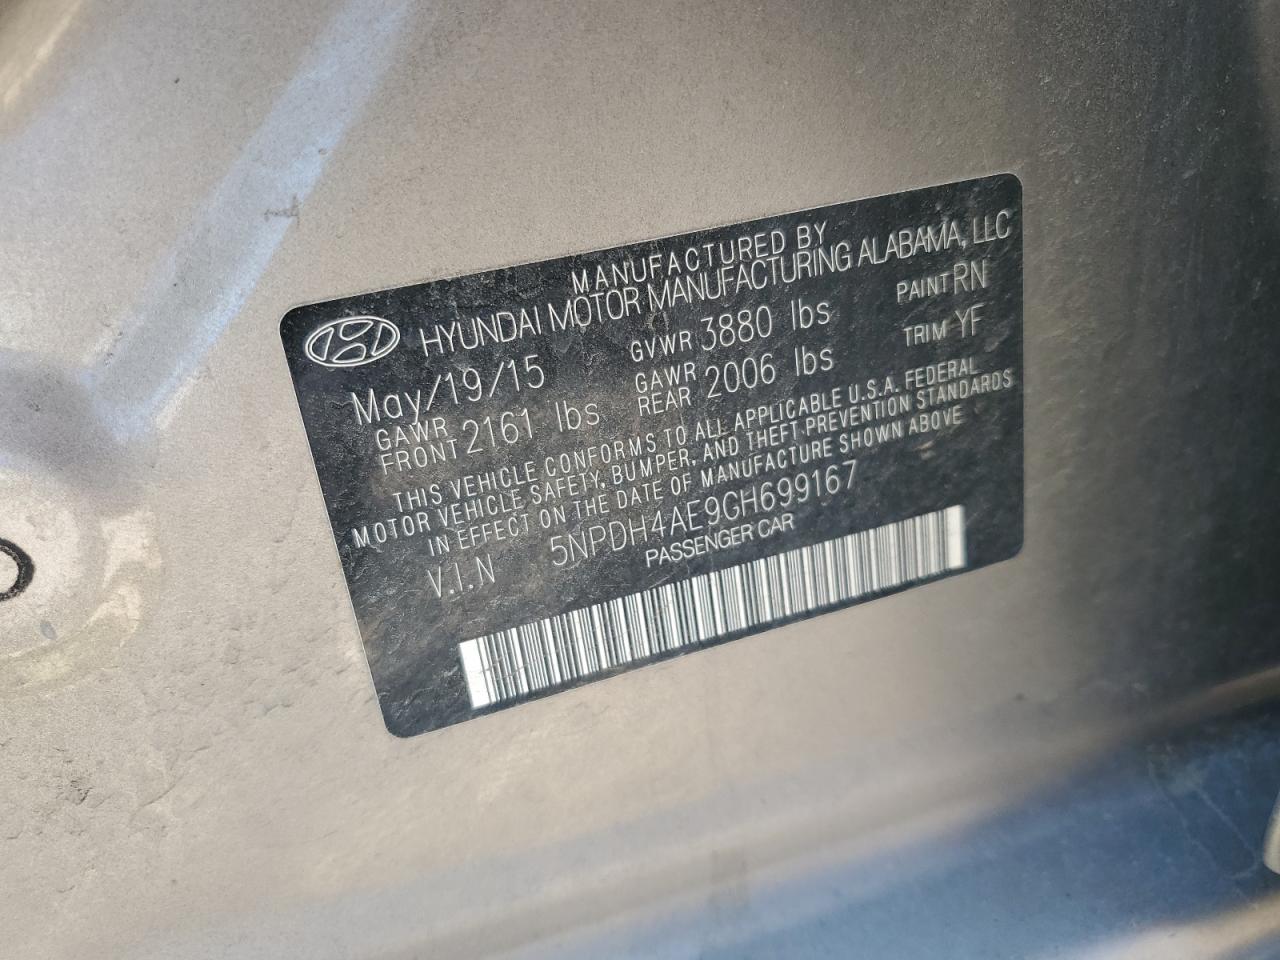 MANUFACTURED BY
HYUNDAI MOTOR MANUFACTURING ALABAMA, LLC
May/19/15 GVWR 3880 lbs PAINT RN
GAWR FRONT 2161 lbs GAWR REAR 2006 lbs TRIM YF
THIS VEHICLE CONFORMS TO ALL APPLICABLE U.S.A. FEDERAL
MOTOR VEHICLE SAFETY, BUMPER, AND THEFT PREVENTION STANDARDS
IN EFFECT ON THE DATE OF MANUFACTURE SHOWN ABOVE
V.I.N 5NPDH4AE9GH699167
PASSENGER CAR